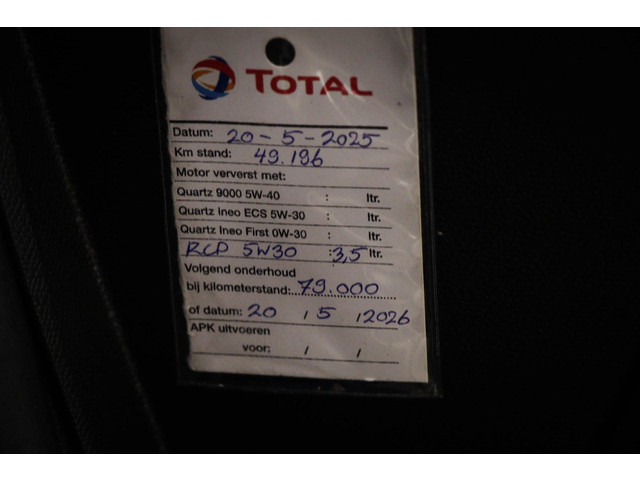 TOTAL
Datum: 20-5-2025
Km stand: 49.196
Motor ververst met:
Quartz 9000 5W-40 : ltr.
Quartz ineo ECS 5W-30 : ltr.
Quartz Ineo First 0W-30 : ltr.
RCP 5W30 :3,5 ltr.
Volgend onderhoud
bij kilometerstand: 79.000
of datum: 20 / 5 / 2026
APK uitvoeren
voor: / /